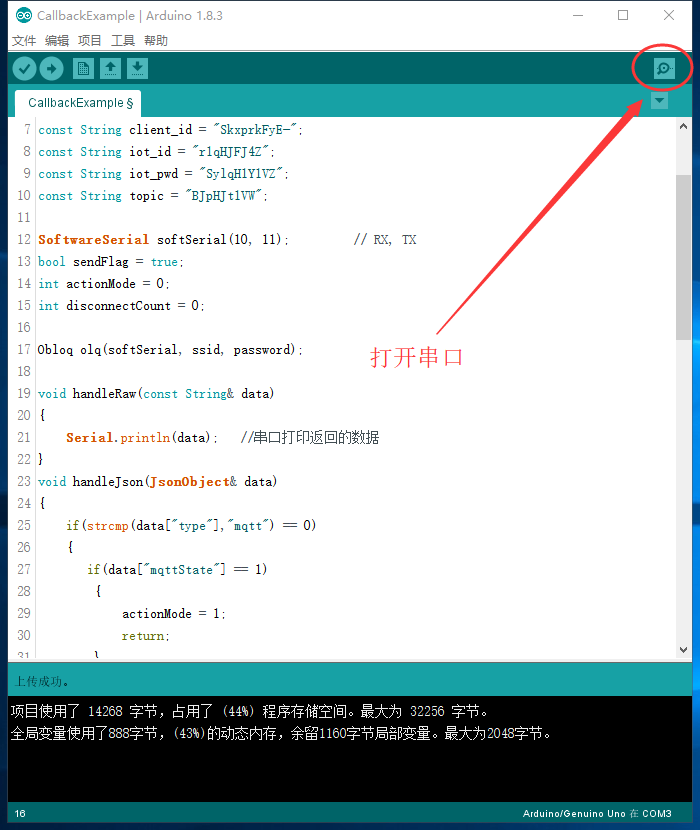 CallbackExample | Arduino 1.8.3
文件 编辑 项目 工具 帮助
CallbackExample §
7 const String client_id = "SkxprkFyE-";
8 const String iot_id = "r1qHJFJ4Z";
9 const String iot_pwd = "SylqH1Y1VZ";
10 const String topic = "BJpHJt1VW";
11
12 SoftwareSerial softSerial(10, 11); // RX, TX
13 bool sendFlag = true;
14 int actionMode = 0;
15 int disconnectCount = 0;
16
17 Obloq olq(softSerial, ssid, password);
打开串口
18
19 void handleRaw(const String& data)
20 {
21 Serial.println(data); //串口打印返回的数据
22 }
23 void handleJson(JsonObject& data)
24 {
25 if(strcmp(data["type"],"mqtt") == 0)
26 {
27 if(data["mqttState"] == 1)
28 {
29 actionMode = 1;
30 return;
31 }
上传成功。
项目使用了 14268 字节，占用了 (44%) 程序存储空间。最大为 32256 字节。
全局变量使用了888字节，(43%)的动态内存，余留1160字节局部变量。最大为2048字节。
16 Arduino/Genuino Uno 在 COM3